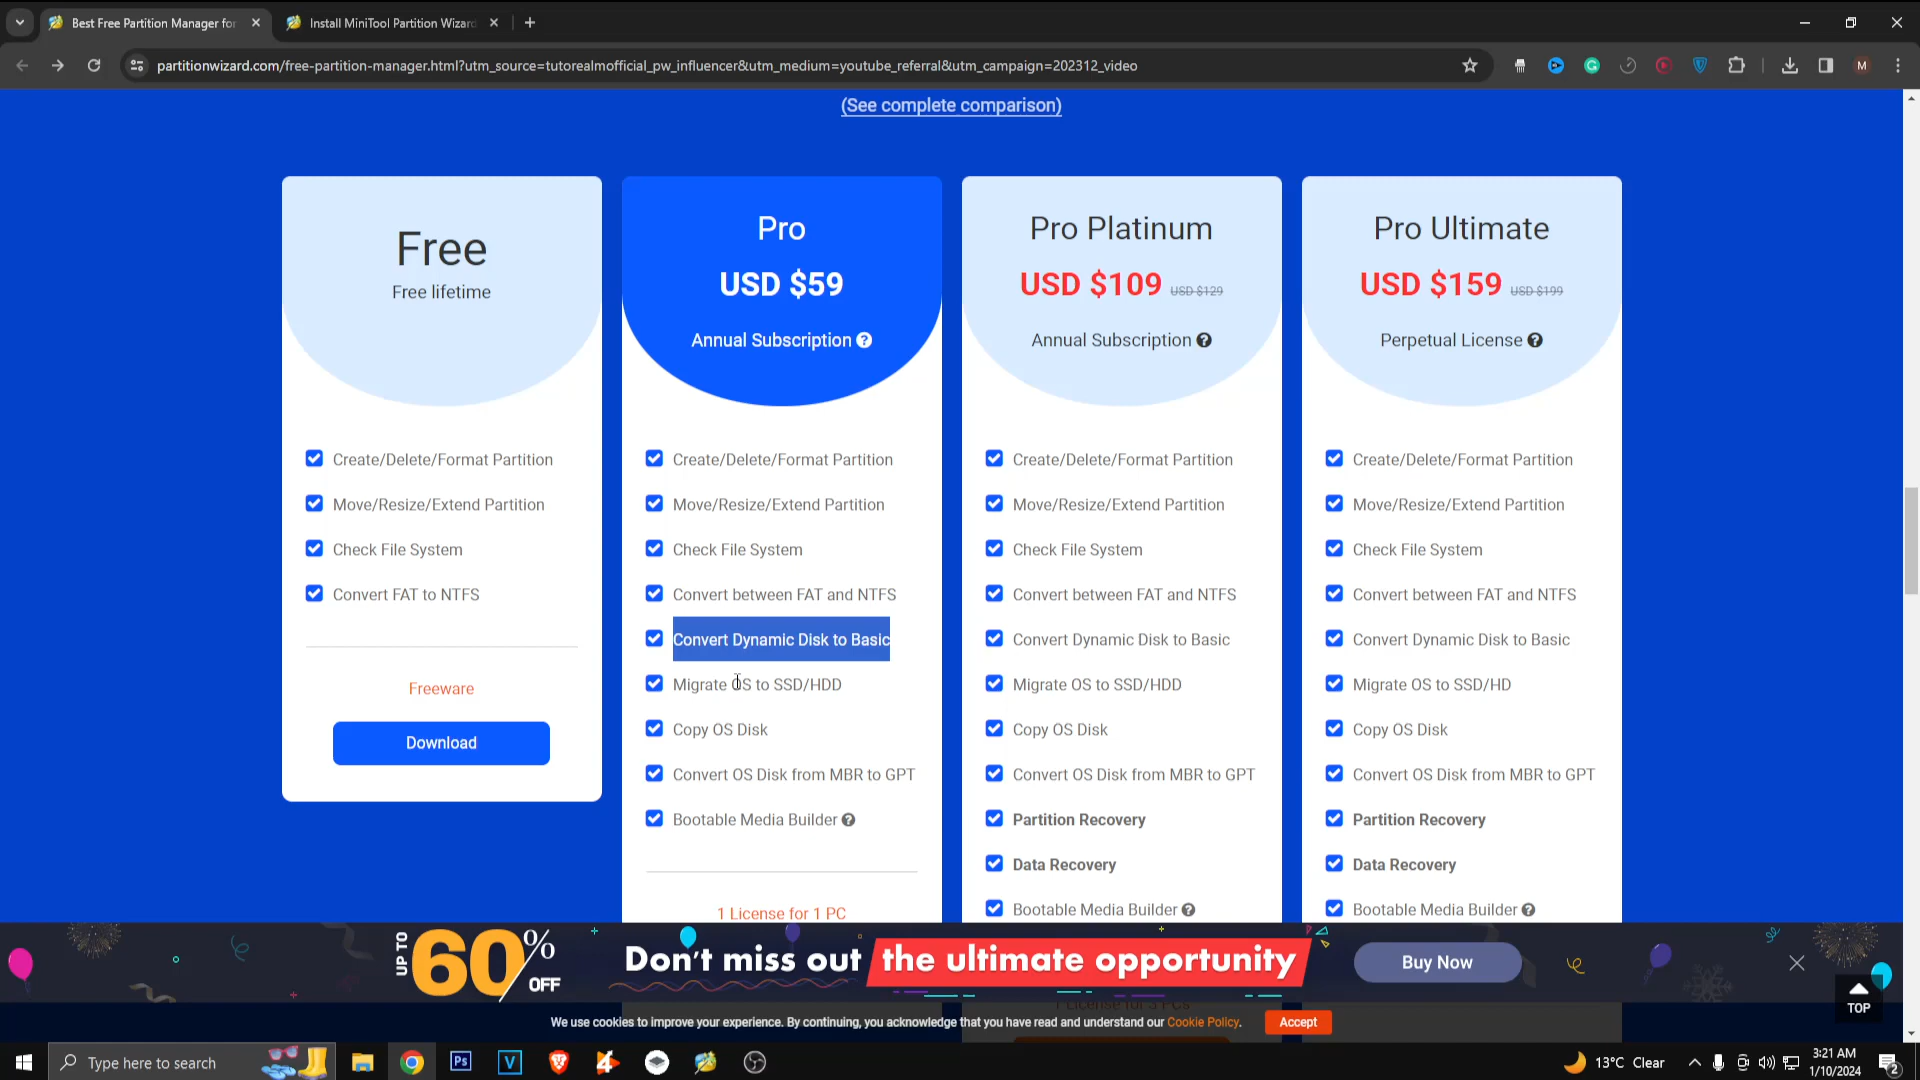 Best Free Partition Manager for
Install MiniTool Partition Wizard
partitionwizard.com/free-partition-manager.html?utm_source=tutorealmofficial_pw_influencer&utm_medium=youtube_referral&utm_campaign=202312_video
M
(See complete comparison)
Free
Free lifetime
Create/Delete/Format Partition
Move/Resize/Extend Partition
Check File System
Convert FAT to NTFS
Freeware
Download
Pro
USD $59
Annual Subscription ?
Create/Delete/Format Partition
Move/Resize/Extend Partition
Check File System
Convert between FAT and NTFS
Convert Dynamic Disk to Basic
Migrate OS to SSD/HDD
Copy OS Disk
Convert OS Disk from MBR to GPT
Bootable Media Builder ?
1 License for 1 PC
Pro Platinum
USD $109 USD $129
Annual Subscription ?
Create/Delete/Format Partition
Move/Resize/Extend Partition
Check File System
Convert between FAT and NTFS
Convert Dynamic Disk to Basic
Migrate OS to SSD/HDD
Copy OS Disk
Convert OS Disk from MBR to GPT
Partition Recovery
Data Recovery
Bootable Media Builder ?
Pro Ultimate
USD $159 USD $199
Perpetual License ?
Create/Delete/Format Partition
Move/Resize/Extend Partition
Check File System
Convert between FAT and NTFS
Convert Dynamic Disk to Basic
Migrate OS to SSD/HD
Copy OS Disk
Convert OS Disk from MBR to GPT
Partition Recovery
Data Recovery
Bootable Media Builder ?
UP TO 60% OFF
Don't miss out the ultimate opportunity
Buy Now
TOP
We use cookies to improve your experience. By continuing, you acknowledge that you have read and understand our Cookie Policy.
Accept
Type here to search
Ps
V
13°C Clear
3:21 AM
1/10/2024
2